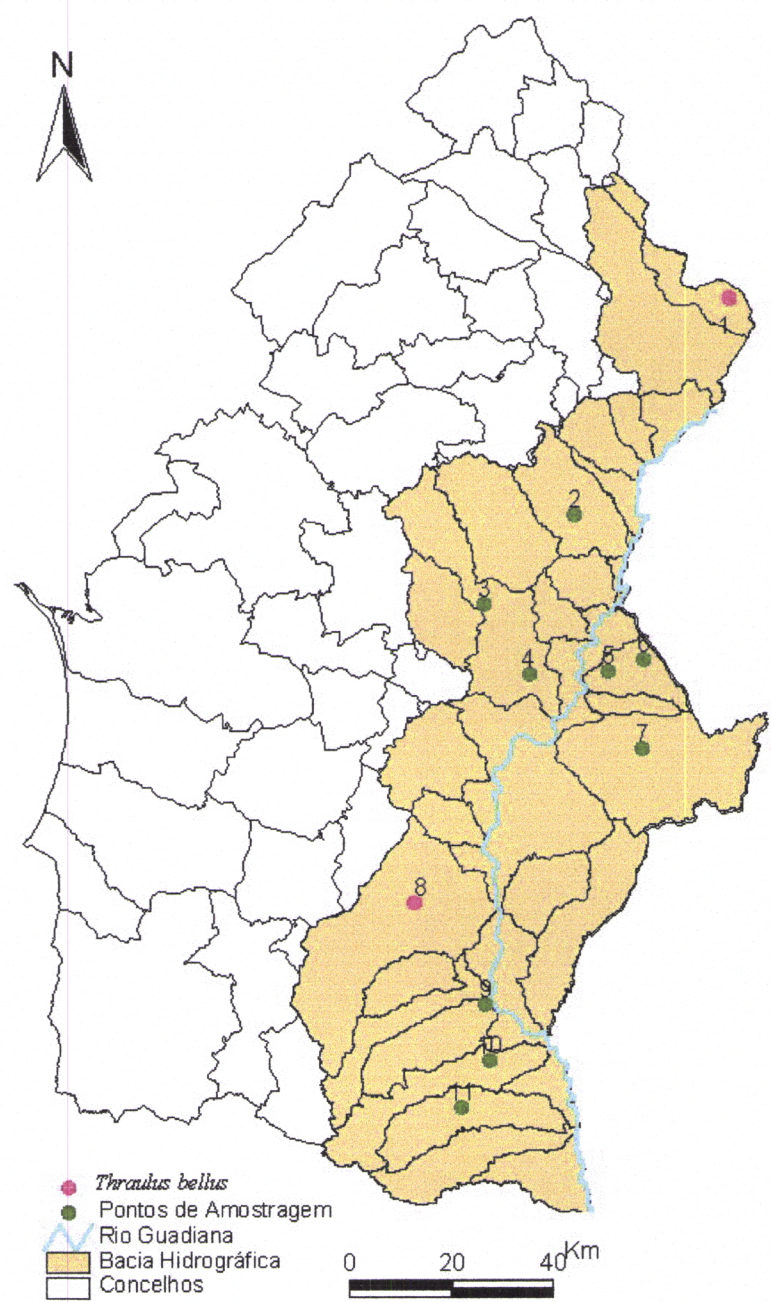 N
1
2
3
4
5
6
7
8
9
10
11
Thraulus bellus
Pontos de Amostragem
Rio Guadiana
Bacia Hidrográfica
Concelhos
0 20 40 Km